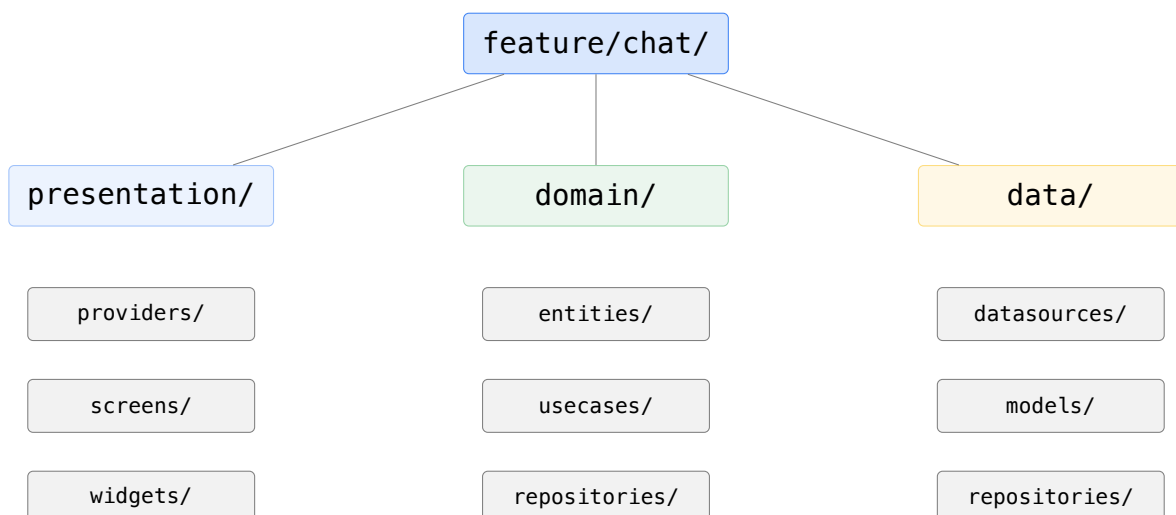 feature/chat/
presentation/
domain/
data/
providers/
entities/
datasources/
screens/
usecases/
models/
widgets/
repositories/
repositories/